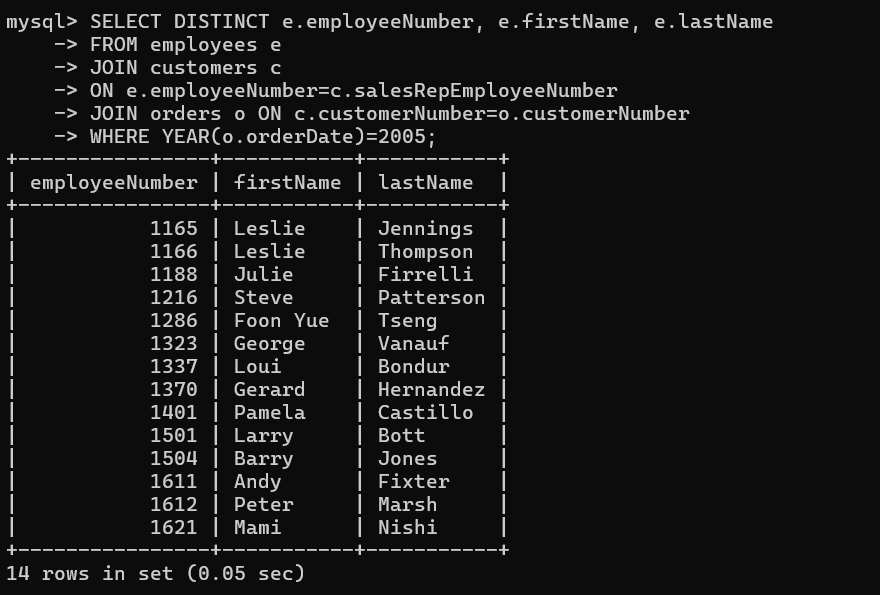 mysql> SELECT DISTINCT e.employeeNumber, e.firstName, e.lastName
    -> FROM employees e
    -> JOIN customers c
    -> ON e.employeeNumber=c.salesRepEmployeeNumber
    -> JOIN orders o ON c.customerNumber=o.customerNumber
    -> WHERE YEAR(o.orderDate)=2005;
+----------------+-----------+-----------+
| employeeNumber | firstName | lastName  |
+----------------+-----------+-----------+
|           1165 | Leslie    | Jennings  |
|           1166 | Leslie    | Thompson  |
|           1188 | Julie     | Firrelli  |
|           1216 | Steve     | Patterson |
|           1286 | Foon Yue  | Tseng     |
|           1323 | George    | Vanauf    |
|           1337 | Loui      | Bondur    |
|           1370 | Gerard    | Hernandez |
|           1401 | Pamela    | Castillo  |
|           1501 | Larry     | Bott      |
|           1504 | Barry     | Jones     |
|           1611 | Andy      | Fixter    |
|           1612 | Peter     | Marsh     |
|           1621 | Mami      | Nishi     |
+----------------+-----------+-----------+
14 rows in set (0.05 sec)